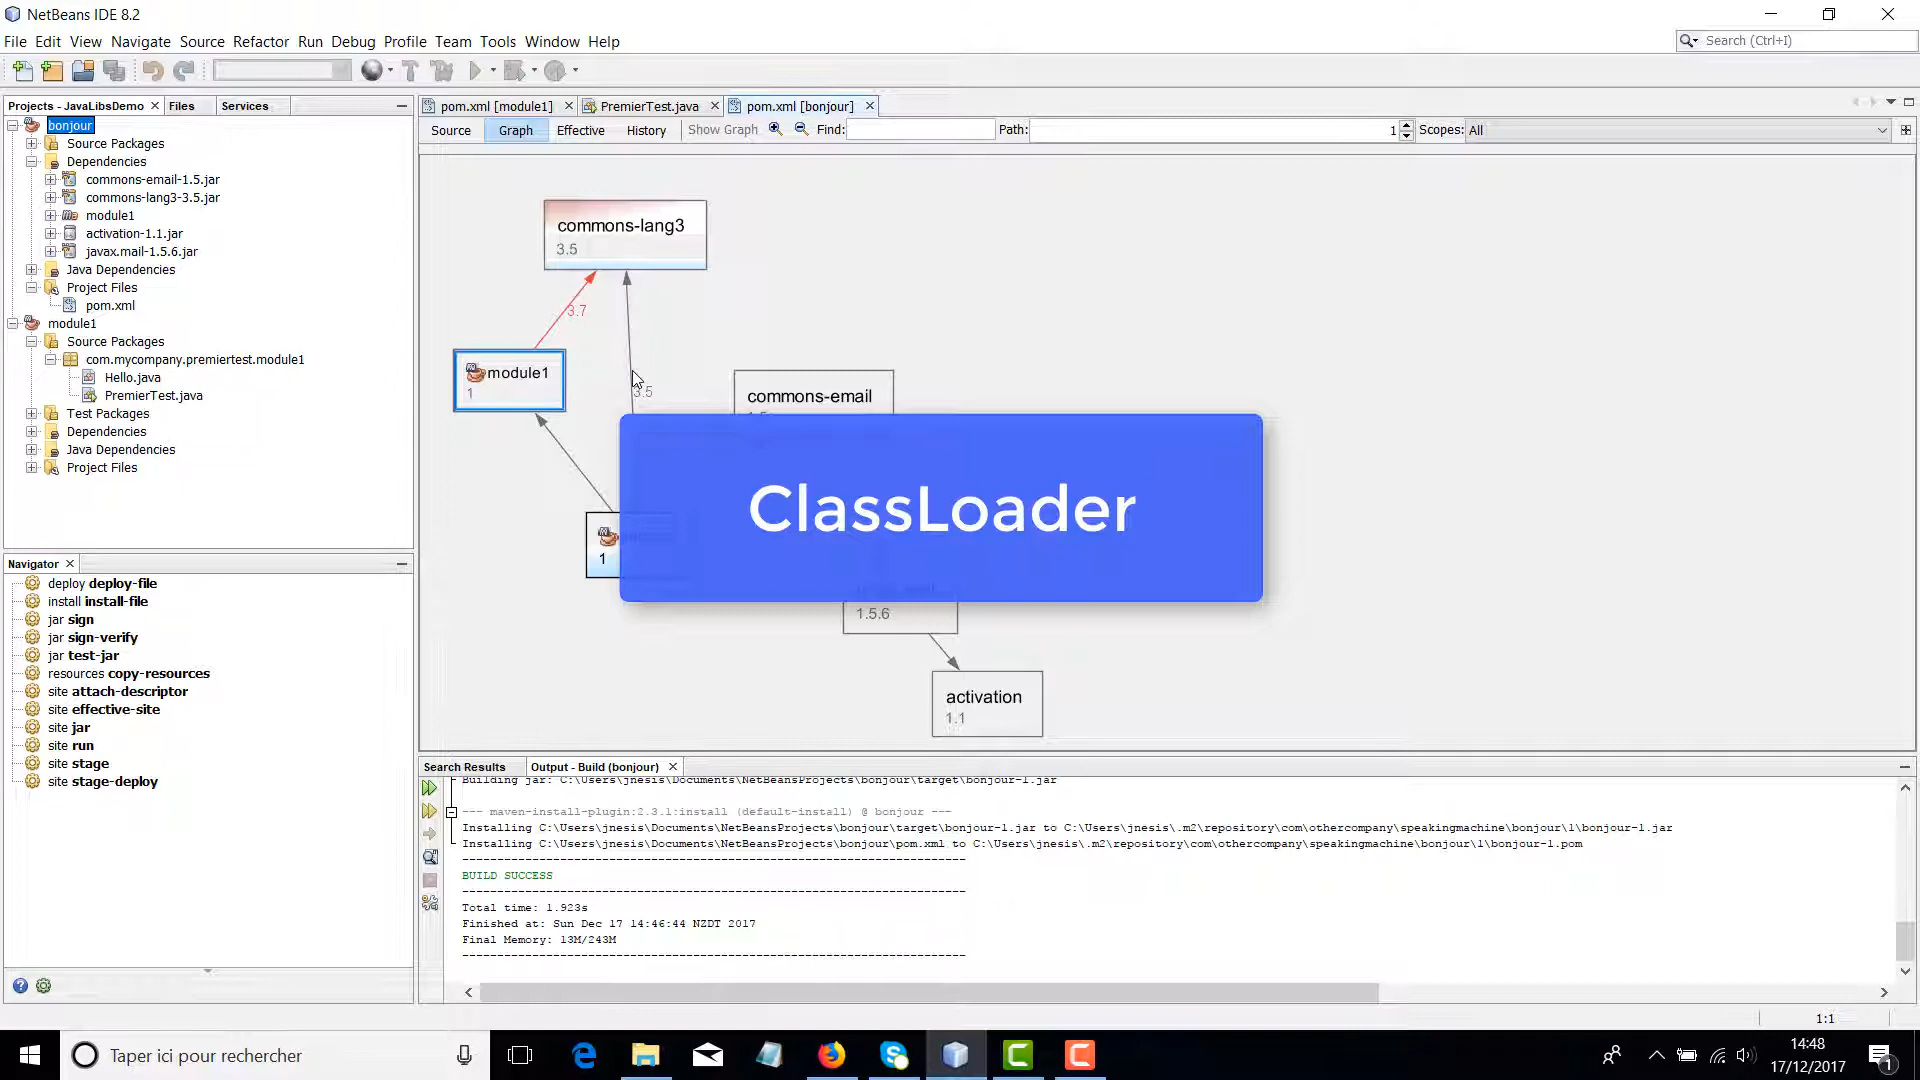 NetBeans IDE 8.2
File Edit View Navigate Source Refactor Run Debug Profile Team Tools Window Help
Search (Ctrl+I)
Projects - JavaLibsDemo
Files
Services
bonjour
Source Packages
Dependencies
commons-email-1.5.jar
commons-lang3-3.5.jar
module1
activation-1.1.jar
javax.mail-1.5.6.jar
Java Dependencies
Project Files
pom.xml
module1
Source Packages
com.mycompany.premiertest.module1
Hello.java
PremierTest.java
Test Packages
Dependencies
Java Dependencies
Project Files
Navigator
deploy deploy-file
install install-file
jar sign
jar sign-verify
jar test-jar
resources copy-resources
site attach-descriptor
site effective-site
site jar
site run
site stage
site stage-deploy
pom.xml [module1]
PremierTest.java
pom.xml [bonjour]
Source Graph Effective History Show Graph Find: Path: 1 Scopes: All
commons-lang3
3.5
3.7
module1
1
3.5
commons-email
ClassLoader
1
1.5.6
activation
1.1
Search Results
Output - Build (bonjour)
Building jar: C:\Users\jnesis\Documents\NetBeansProjects\bonjour\target\bonjour-1.jar
--- maven-install-plugin:2.3.1:install (default-install) @ bonjour ---
Installing C:\Users\jnesis\Documents\NetBeansProjects\bonjour\target\bonjour-1.jar to C:\Users\jnesis\.m2\repository\com\othercompany\speakingmachine\bonjour\1\bonjour-1.jar
Installing C:\Users\jnesis\Documents\NetBeansProjects\bonjour\pom.xml to C:\Users\jnesis\.m2\repository\com\othercompany\speakingmachine\bonjour\1\bonjour-1.pom
------------------------------------------------------------------------
BUILD SUCCESS
------------------------------------------------------------------------
Total time: 1.923s
Finished at: Sun Dec 17 14:46:44 NZDT 2017
Final Memory: 13M/243M
------------------------------------------------------------------------
1:1
Taper ici pour rechercher
14:48
17/12/2017
1